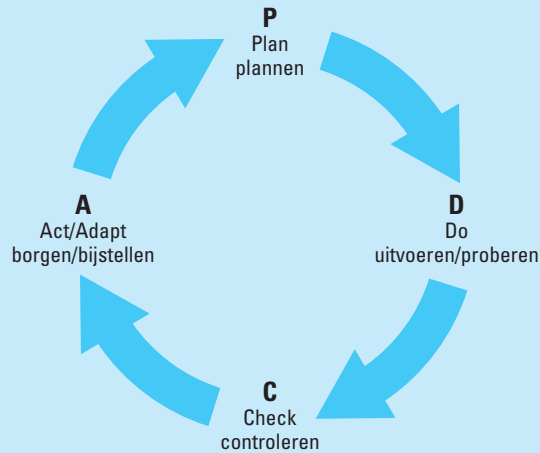 P
Plan
plannen
D
Do
uitvoeren/proberen
C
Check
controleren
A
Act/Adapt
borgen/bijstellen